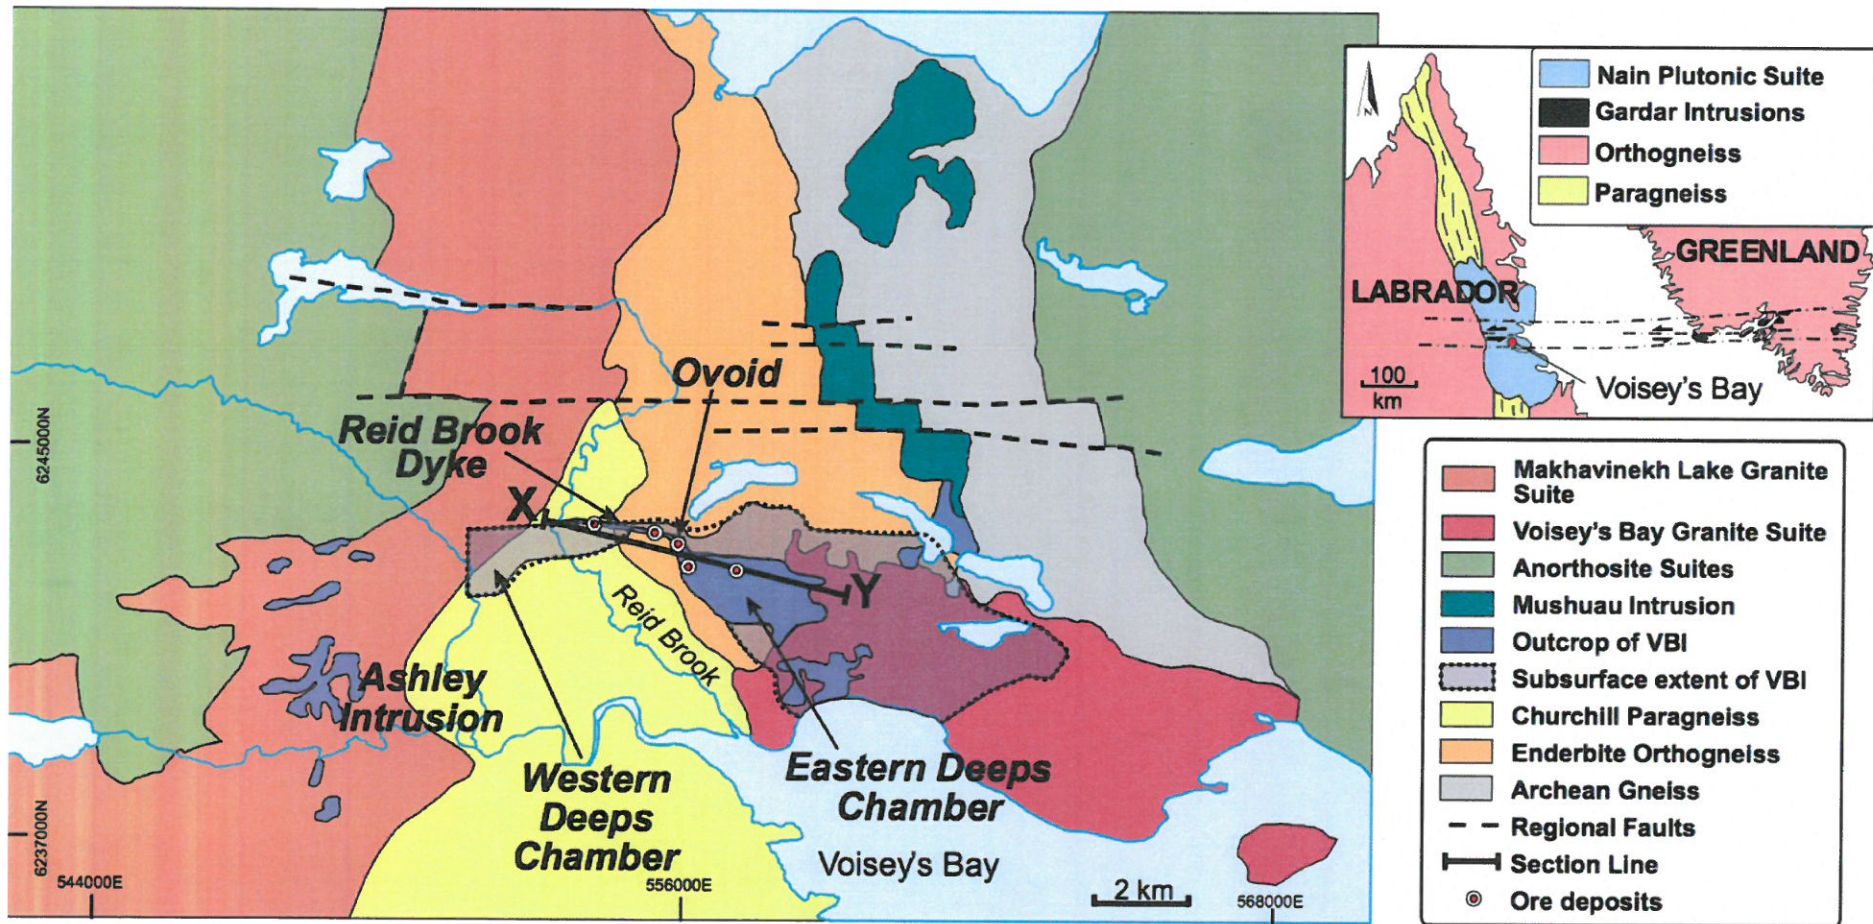 Nain Plutonic Suite
Gardar Intrusions
Orthogneiss
Paragneiss
N
GREENLAND
LABRADOR
100
km
Voisey's Bay
Ovoid
Reid Brook
Dyke
X
Y
Reid Brook
Ashley
Intrusion
Western
Deeps
Chamber
Eastern Deeps
Chamber
Voisey's Bay
2 km
6245000N
6237000N
544000E
556000E
568000E
Makhavinekh Lake Granite
Suite
Voisey's Bay Granite Suite
Anorthosite Suites
Mushuau Intrusion
Outcrop of VBI
Subsurface extent of VBI
Churchill Paragneiss
Enderbite Orthogneiss
Archean Gneiss
Regional Faults
Section Line
Ore deposits